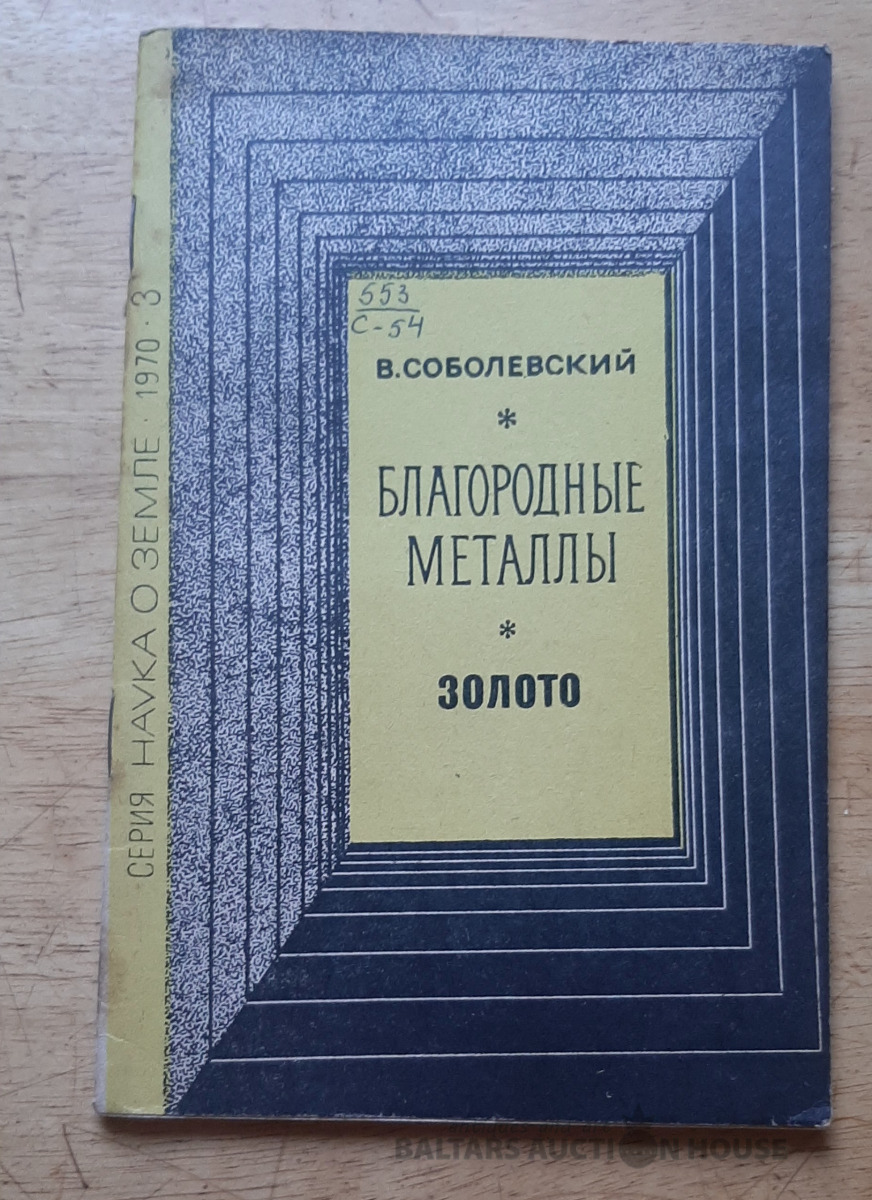 СЕРИЯ НАУКА О ЗЕМЛЕ · 1970 · 3
553
С-54
В.СОБОЛЕВСКИЙ
*
БЛАГОРОДНЫЕ
МЕТАЛЛЫ
*
ЗОЛОТО
BALTARS AUCTION HOUSE